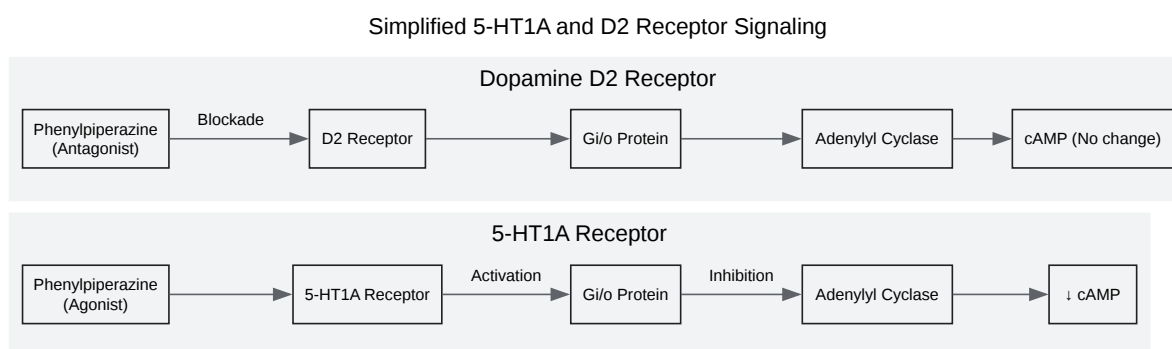 Simplified 5-HT1A and D2 Receptor Signaling
Dopamine D2 Receptor
Phenylpiperazine
(Antagonist)
Blockade
D2 Receptor
Gi/o Protein
Adenylyl Cyclase
cAMP (No change)
5-HT1A Receptor
Phenylpiperazine
(Agonist)
5-HT1A Receptor
Activation
Gi/o Protein
Inhibition
Adenylyl Cyclase
↓ cAMP